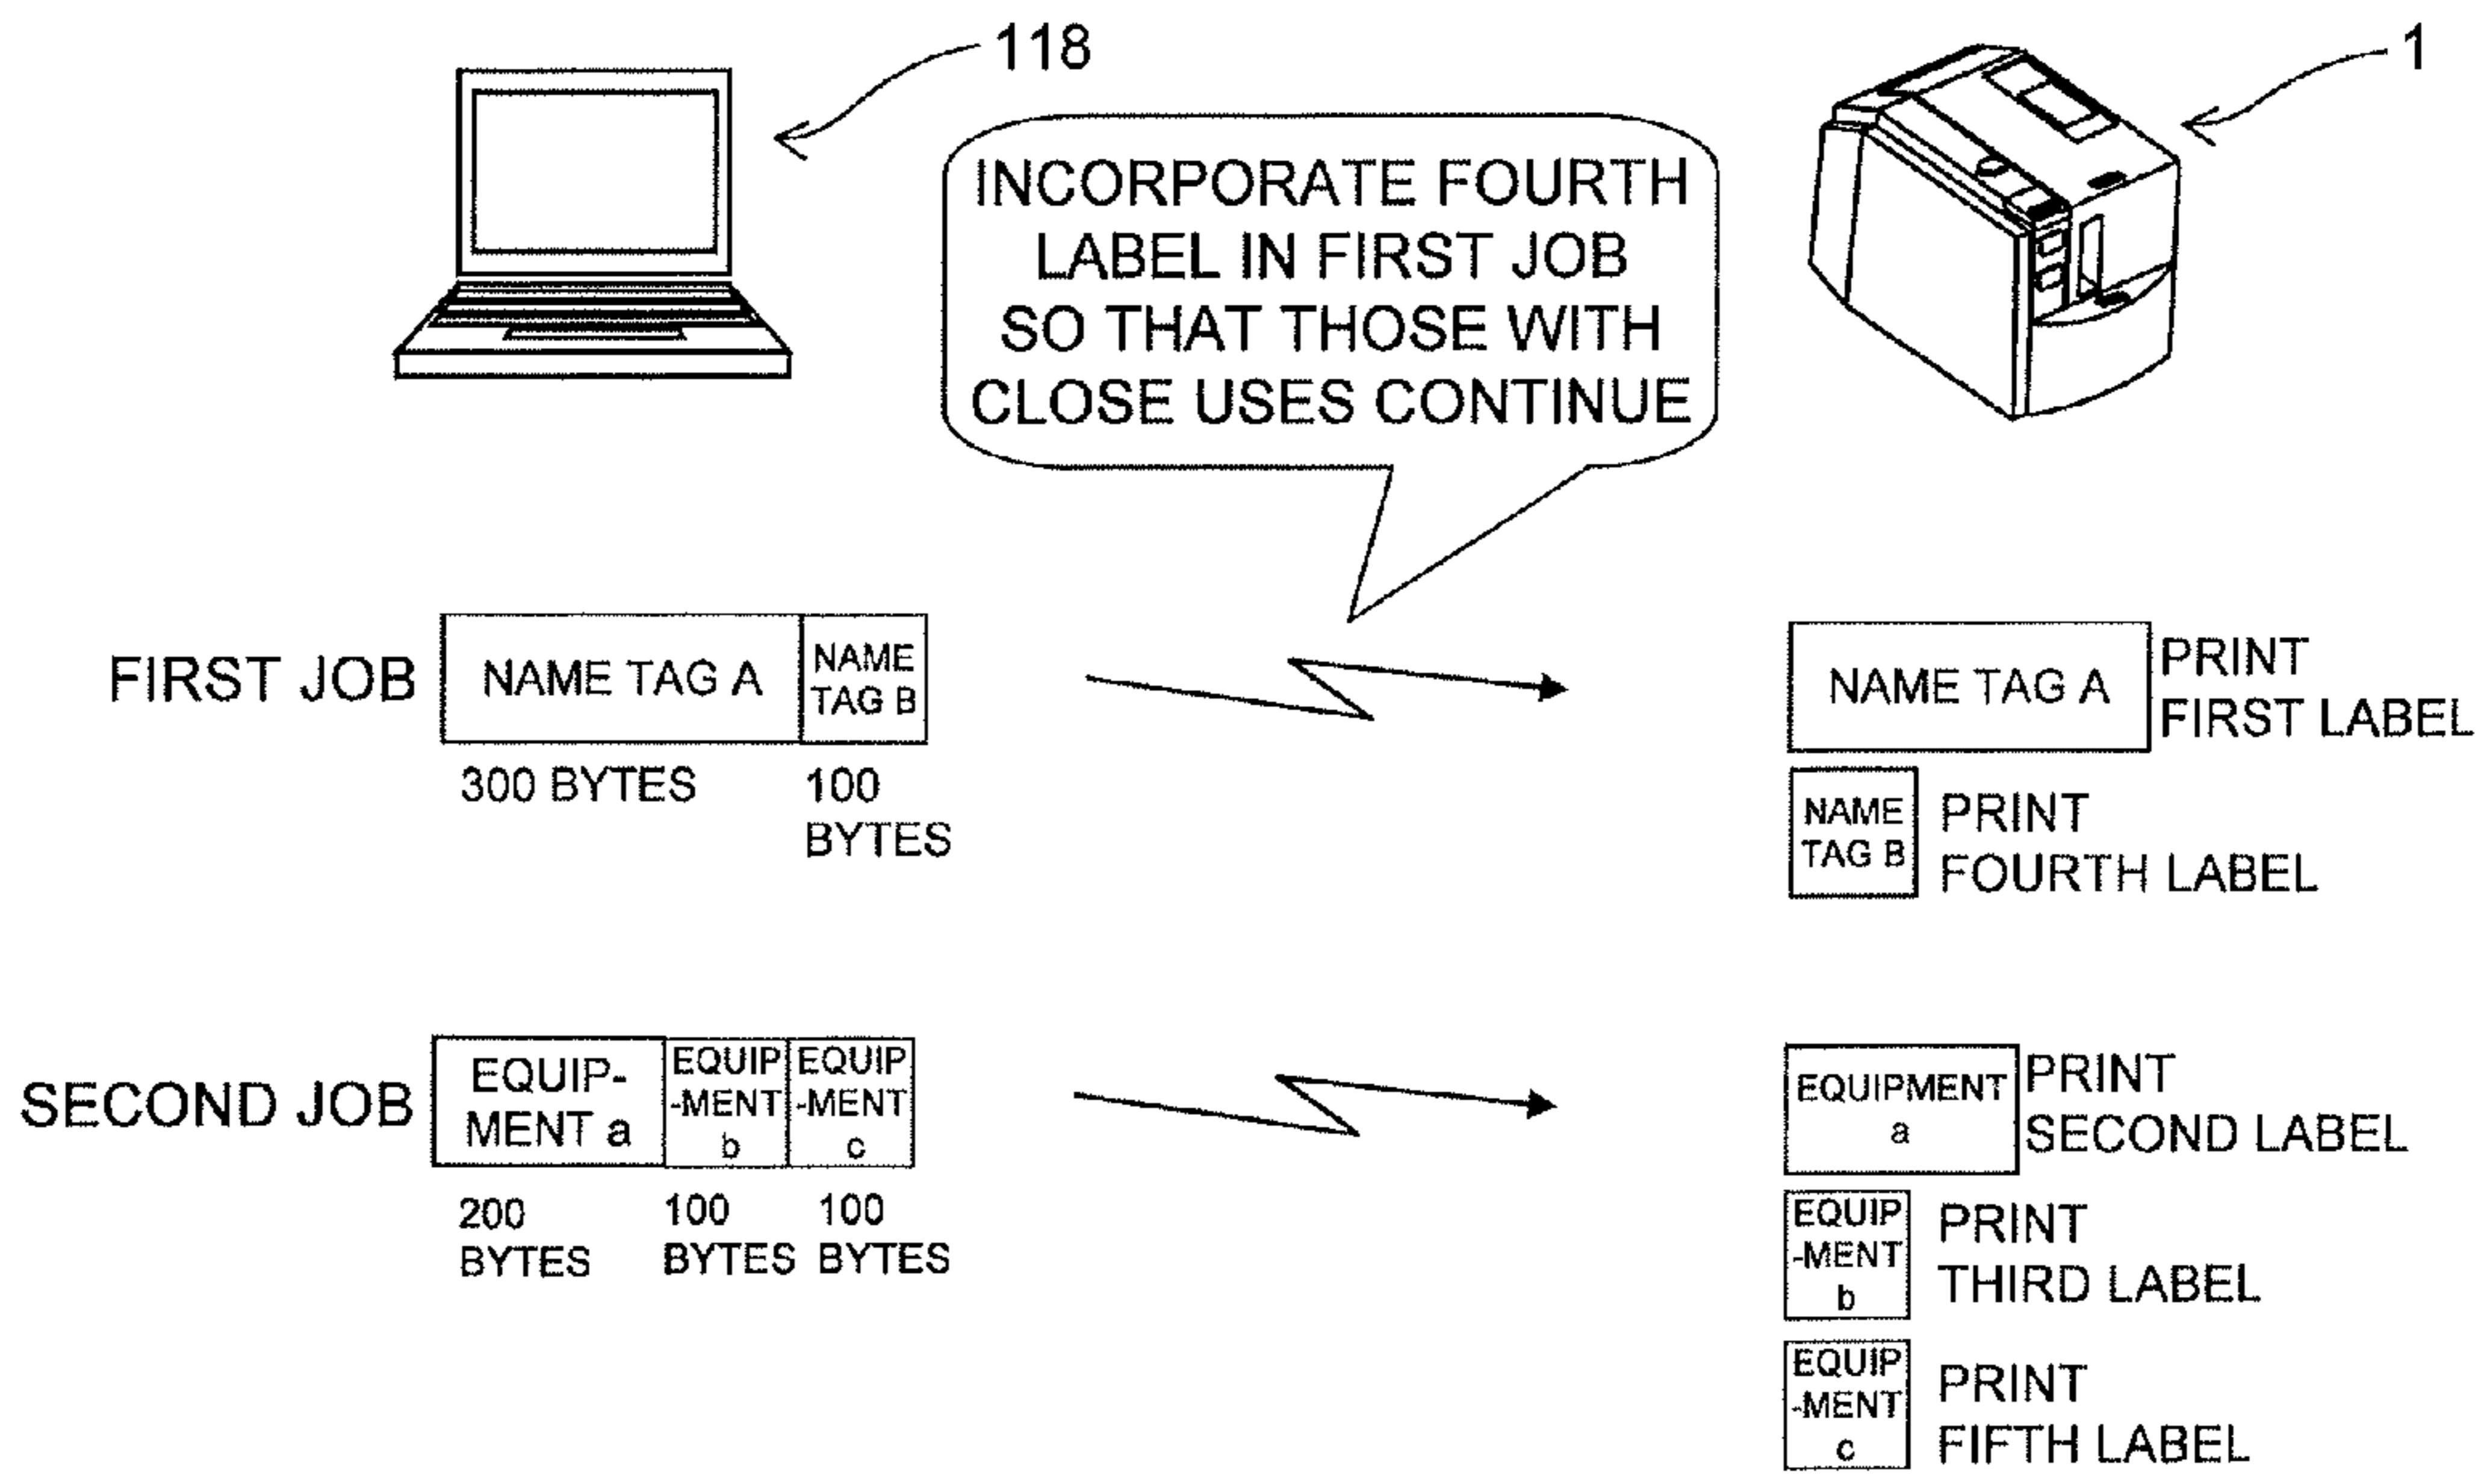 118
1
INCORPORATE FOURTH
LABEL IN FIRST JOB
SO THAT THOSE WITH
CLOSE USES CONTINUE
FIRST JOB
NAME TAG A
NAME
TAG B
300 BYTES
100
BYTES
NAME TAG A
PRINT
FIRST LABEL
NAME
TAG B
PRINT
FOURTH LABEL
SECOND JOB
EQUIP-
MENT a
EQUIP
-MENT
b
EQUIP
-MENT
c
200
BYTES
100
BYTES
100
BYTES
EQUIPMENT
a
PRINT
SECOND LABEL
EQUIP
-MENT
b
PRINT
THIRD LABEL
EQUIP
-MENT
c
PRINT
FIFTH LABEL